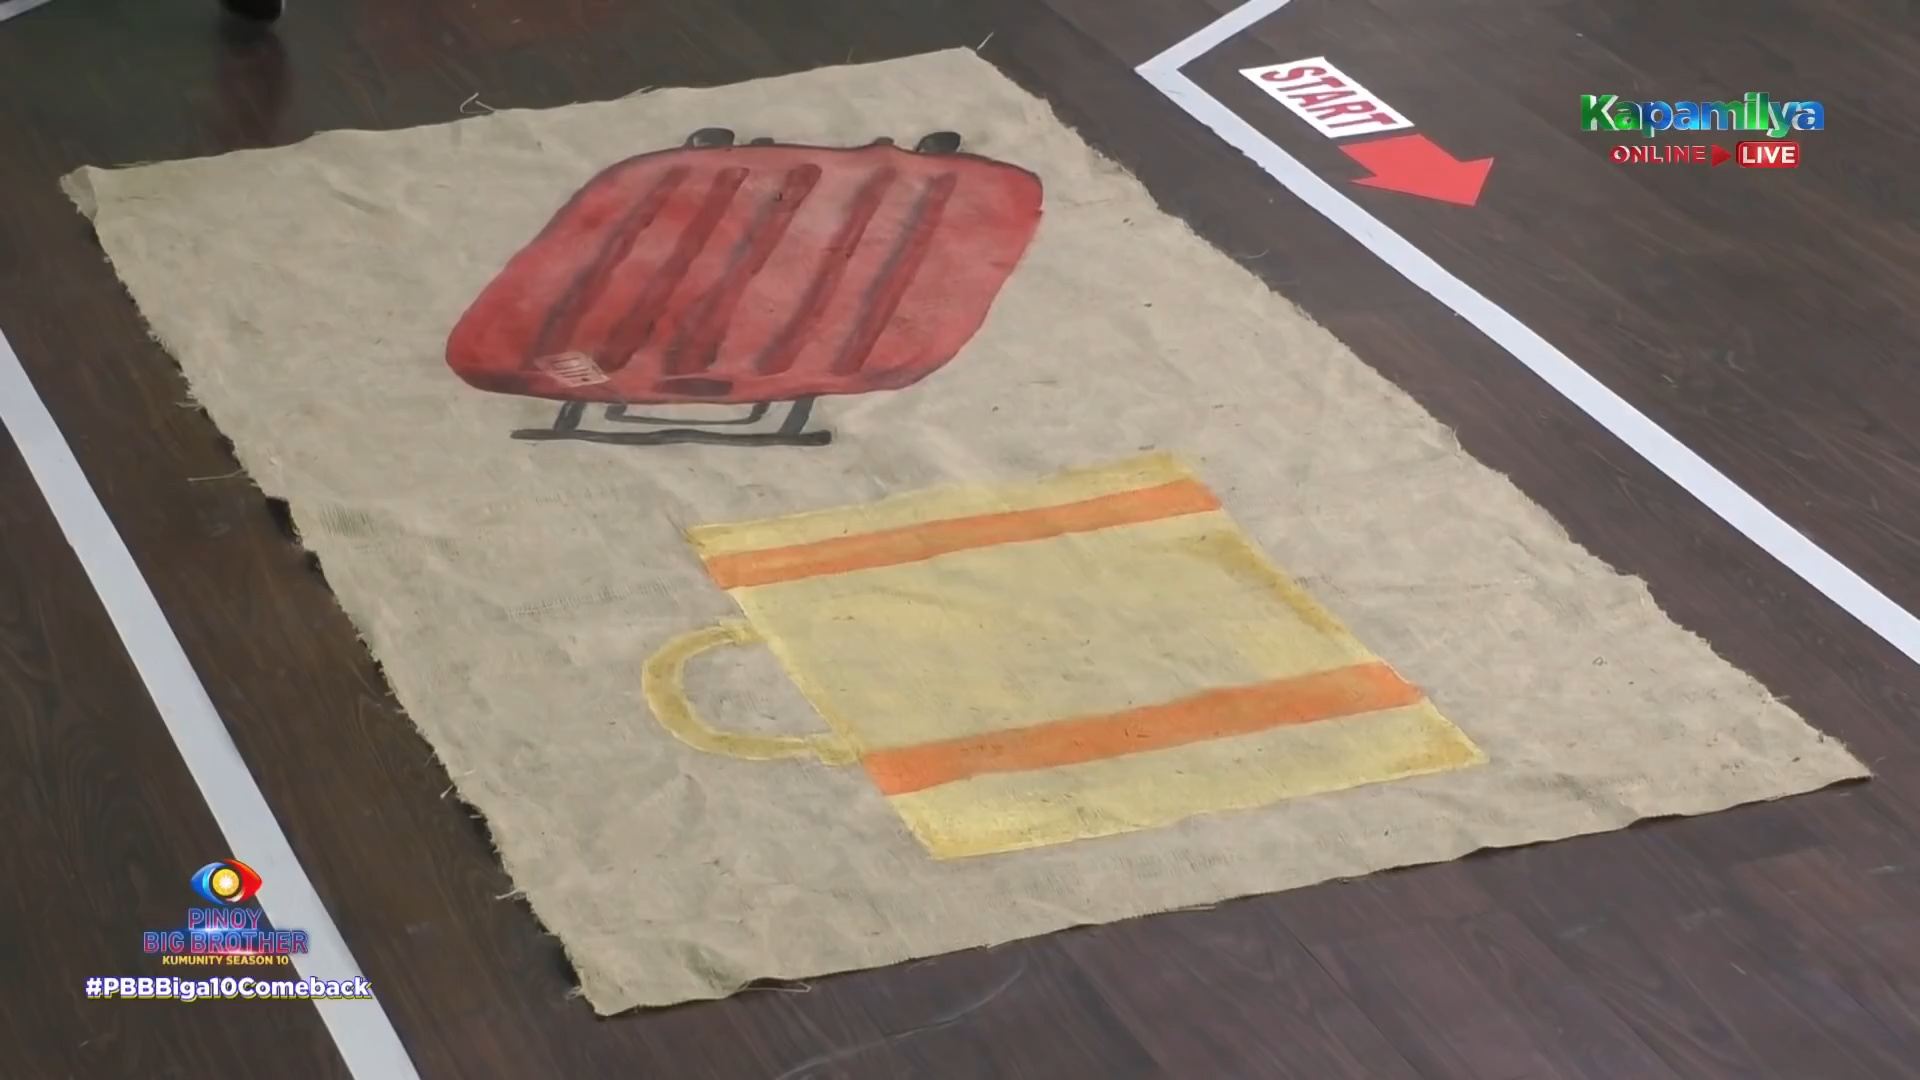 START
Kapamilya
ONLINE LIVE
PINOY
BIG BROTHER
KUMUNITY SEASON 10
#PBBBiga10Comeback